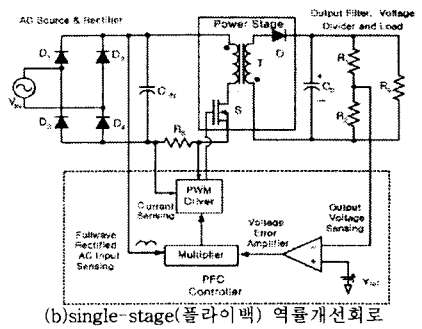 AC Source & Rectifier
Power Stage
Output Filter, Voltage
Divider and Load
D1
D2
D3
D4
Vin
Cin
T
D
S
Rs
Co
R1
R2
PWM
Driver
Current
Sensing
Fullwave
Rectified
AC Input
Sensing
Multiplier
Voltage
Error
Amplifier
Output
Voltage
Sensing
Vref
PFC
Controller
(b)single-stage(플라이백) 역률개선회로